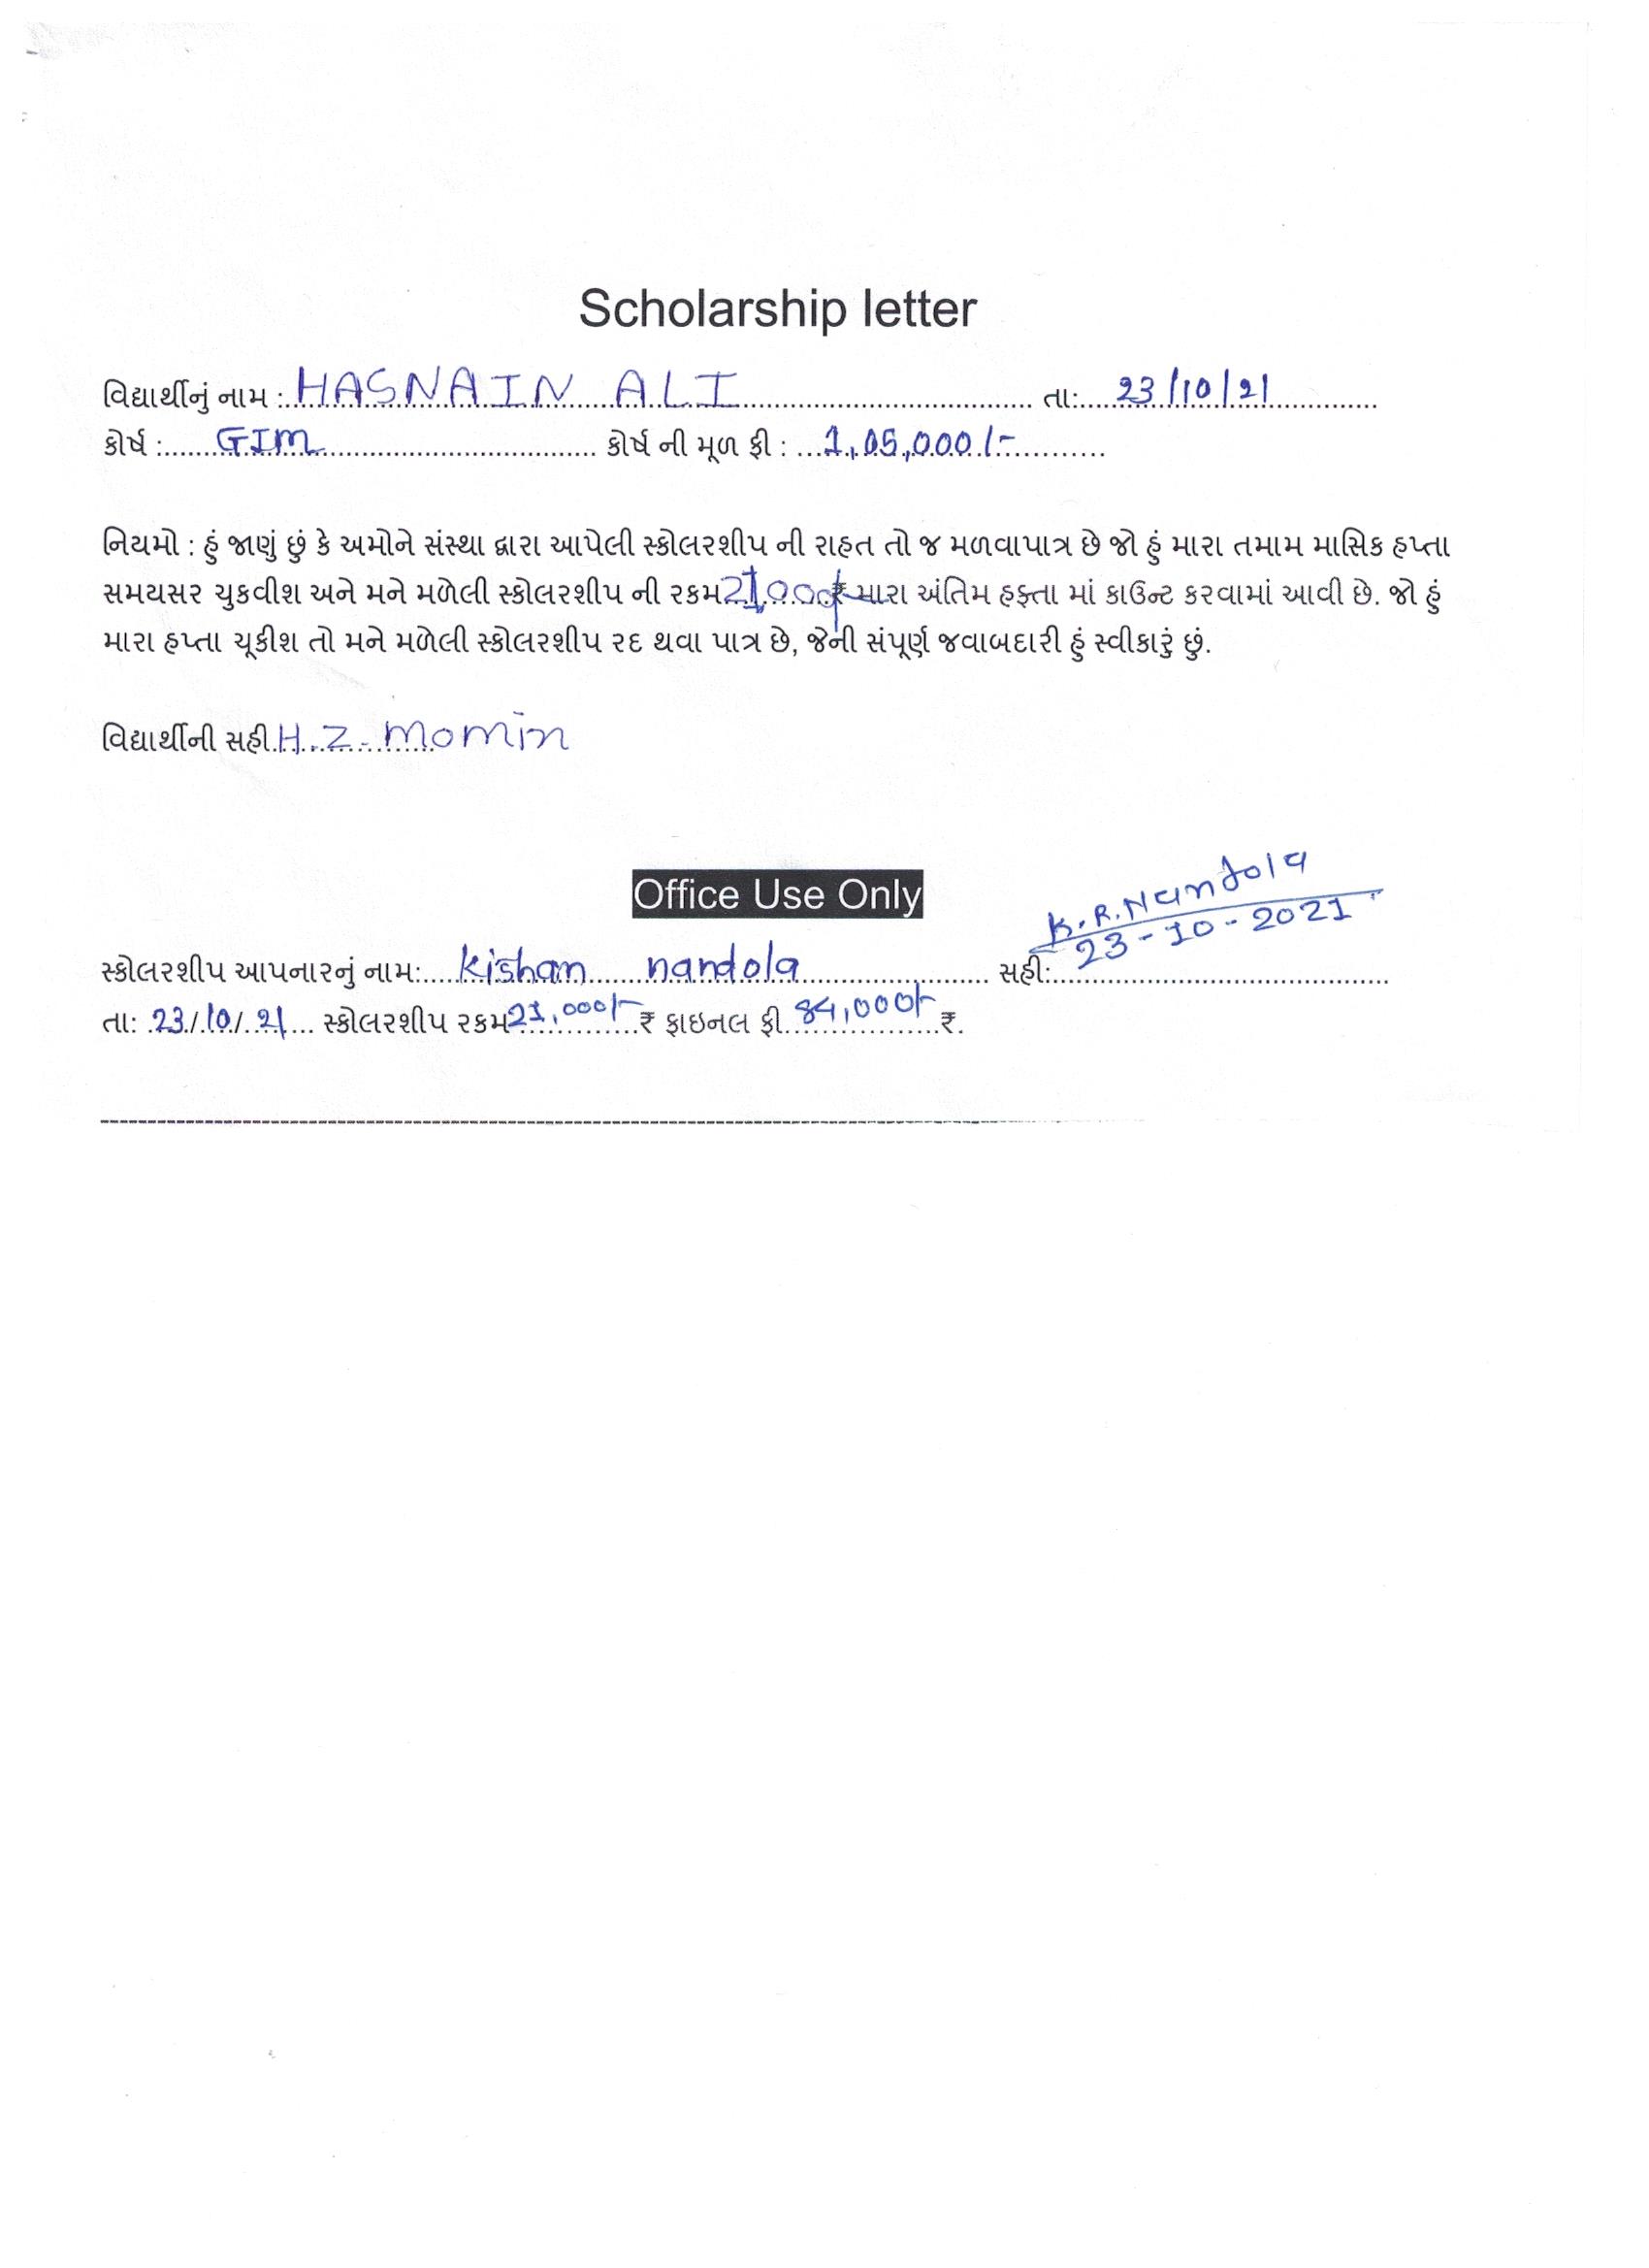 Scholarship letter
વિદ્યાર્થીનું નામ : HASNAIN ALI તા: 23/10/21
કોર્ષ : GIM કોર્ષ ની મૂળ ફી : 1,05,000/-
નિયમો : હું જાણું છું કે અમોને સંસ્થા દ્વારા આપેલી સ્કોલરશીપ ની રાહત તો જ મળવાપાત્ર છે જો હું મારા તમામ માસિક હપ્તા
સમયસર ચુકવીશ અને મને મળેલી સ્કોલરશીપ ની રકમ 21,000/- ₹ મારા અંતિમ હફ્તા માં કાઉન્ટ કરવામાં આવી છે. જો હું
મારા હપ્તા ચૂકીશ તો મને મળેલી સ્કોલરશીપ રદ થવા પાત્ર છે, જેની સંપૂર્ણ જવાબદારી હું સ્વીકારું છું.
વિદ્યાર્થીની સહી H.Z. Momin
Office Use Only
K.R.Nandola
23-10-2021
સ્કોલરશીપ આપનારનું નામ: Kishan nandola સહી:
તા: 23/10/21 સ્કોલરશીપ રકમ 21,000/- ₹ ફાઇનલ ફી 84,000/- ₹.